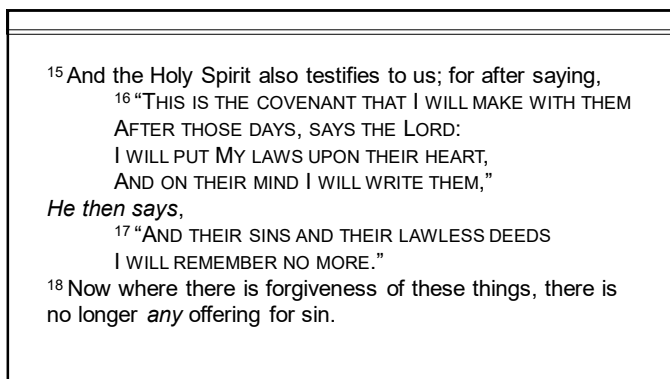 15 And the Holy Spirit also testifies to us; for after saying,
16 “THIS IS THE COVENANT THAT I WILL MAKE WITH THEM
AFTER THOSE DAYS, SAYS THE LORD:
I WILL PUT MY LAWS UPON THEIR HEART,
AND ON THEIR MIND I WILL WRITE THEM,”
He then says,
17 “AND THEIR SINS AND THEIR LAWLESS DEEDS
I WILL REMEMBER NO MORE.”
18 Now where there is forgiveness of these things, there is
no longer any offering for sin.